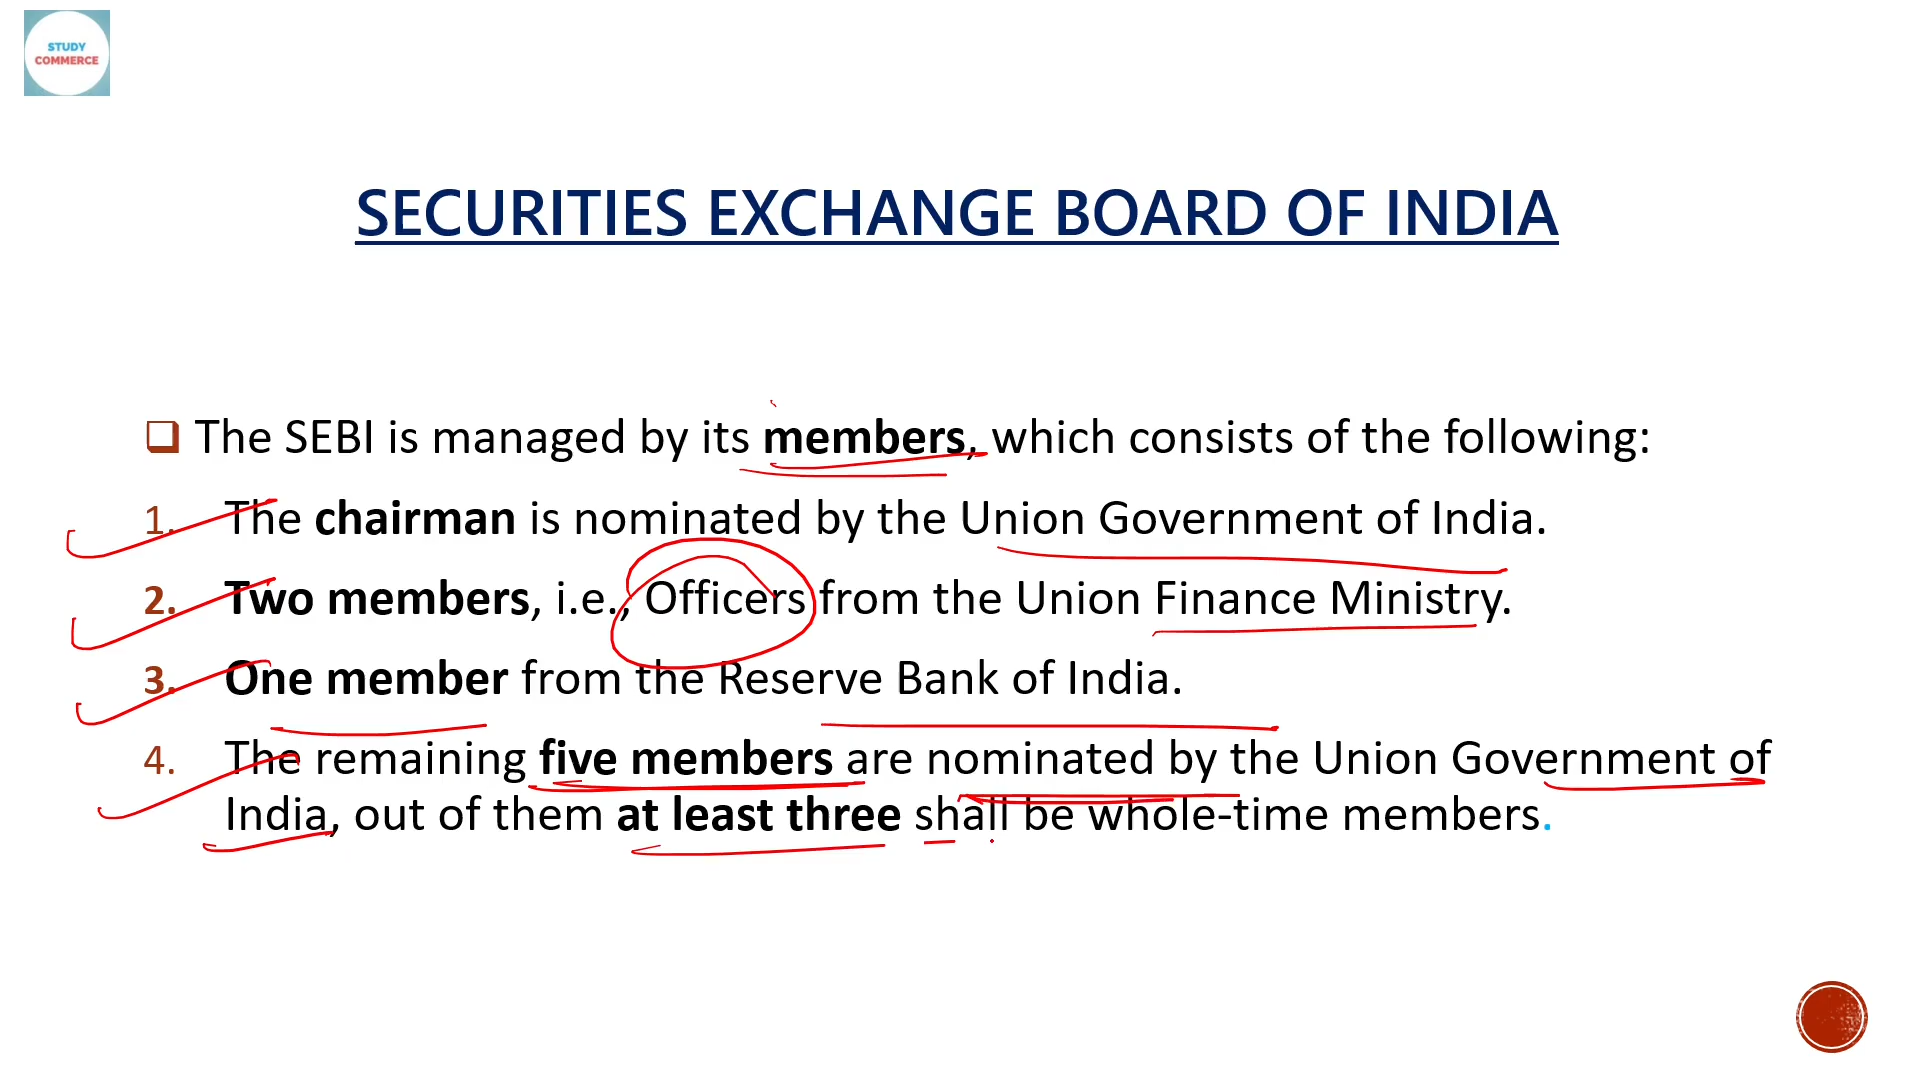 STUDY
COMMERCE
SECURITIES EXCHANGE BOARD OF INDIA
❑ The SEBI is managed by its members, which consists of the following:
1. The chairman is nominated by the Union Government of India.
2. Two members, i.e., Officers from the Union Finance Ministry.
3. One member from the Reserve Bank of India.
4. The remaining five members are nominated by the Union Government of
India, out of them at least three shall be whole-time members.